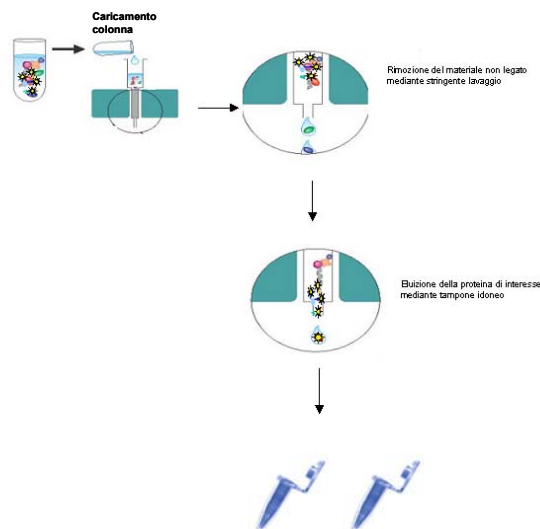 Caricamento
colonna
Rimozione del materiale non legato
mediante stringente lavaggio
Eluizione della proteina di interesse
mediante tampone idoneo